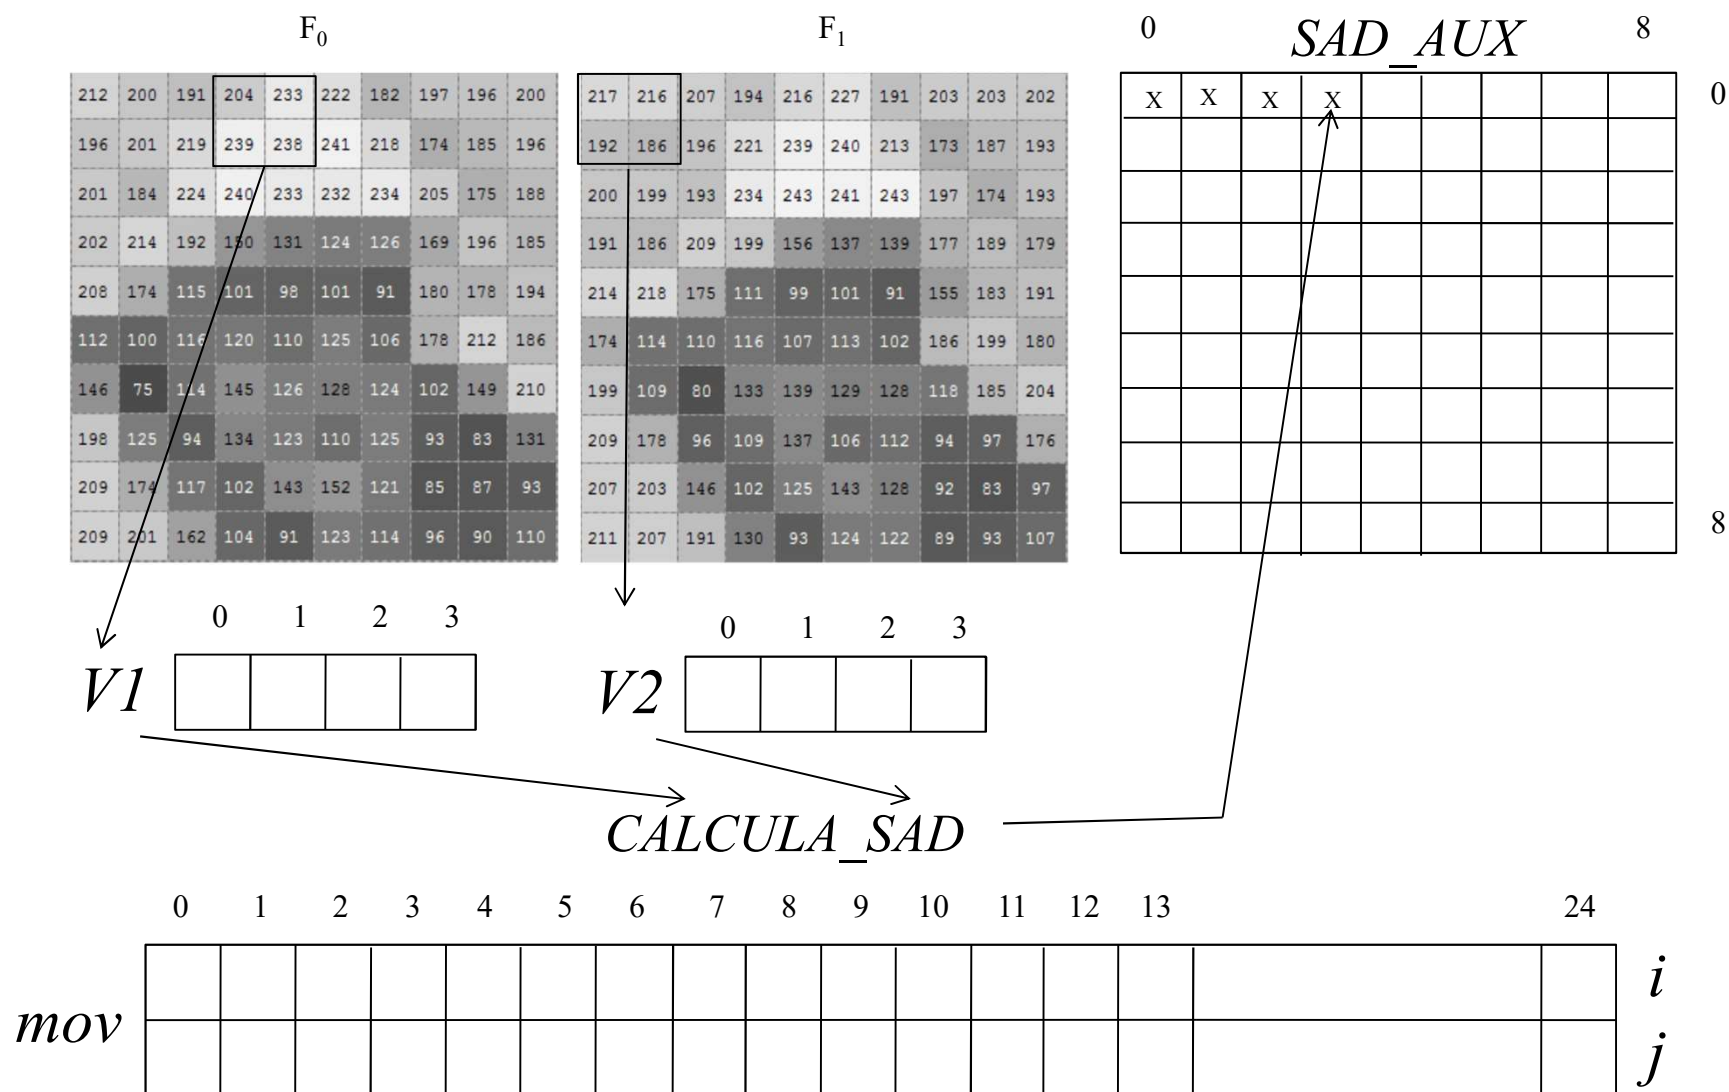 F0 F1 0 SAD_AUX 8
212 200 191 204 233 222 182 197 196 200
196 201 219 239 238 241 218 174 185 196
201 184 224 240 233 232 234 205 175 188
202 214 192 150 131 124 126 169 196 185
208 174 115 101 98 101 91 180 178 194
112 100 116 120 110 125 106 178 212 186
146 75 114 145 126 128 124 102 149 210
198 125 94 134 123 110 125 93 83 131
209 174 117 102 143 152 121 85 87 93
209 201 162 104 91 123 114 96 90 110
217 216 207 194 216 227 191 203 203 202
192 186 196 221 239 240 213 173 187 193
200 199 193 234 243 241 243 197 174 193
191 186 209 199 156 137 139 177 189 179
214 218 175 111 99 101 91 155 183 191
174 114 110 116 107 113 102 186 199 180
199 109 80 133 139 129 128 118 185 204
209 178 96 109 137 106 112 94 97 176
207 203 146 102 125 143 128 92 83 97
211 207 191 130 93 124 122 89 93 107
X X X X 0
8
0 1 2 3
V1
0 1 2 3
V2
CALCULA_SAD
0 1 2 3 4 5 6 7 8 9 10 11 12 13 24
i
mov
j